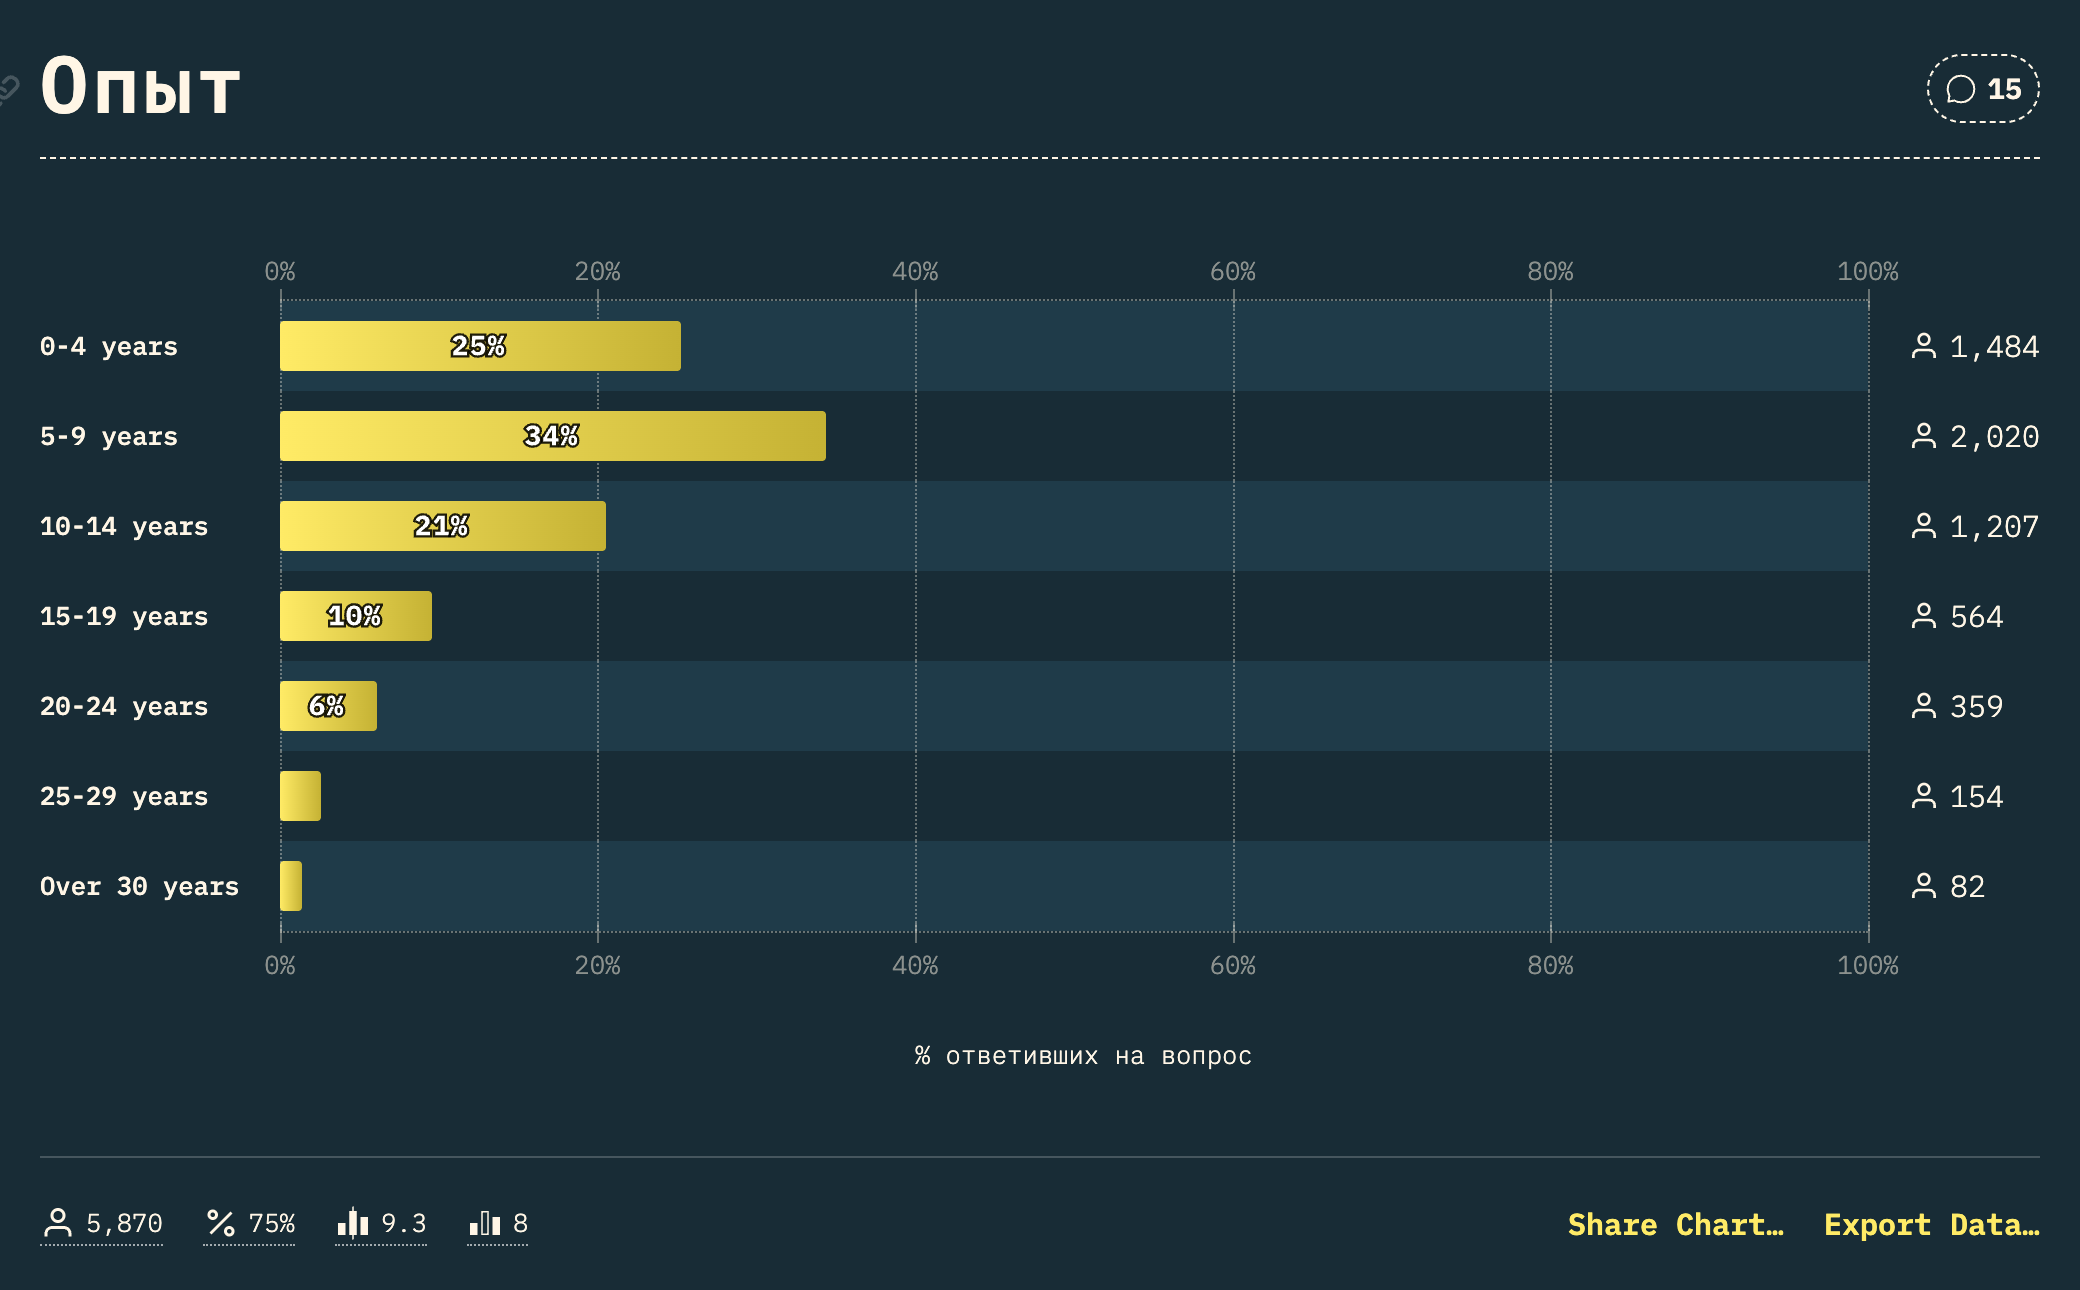 Опыт
15
0% 20% 40% 60% 80% 100%
0-4 years 25% 1,484
5-9 years 34% 2,020
10-14 years 21% 1,207
15-19 years 10% 564
20-24 years 6% 359
25-29 years 154
Over 30 years 82
0% 20% 40% 60% 80% 100%
% ответивших на вопрос
5,870 75% 9.3 8 Share Chart… Export Data…